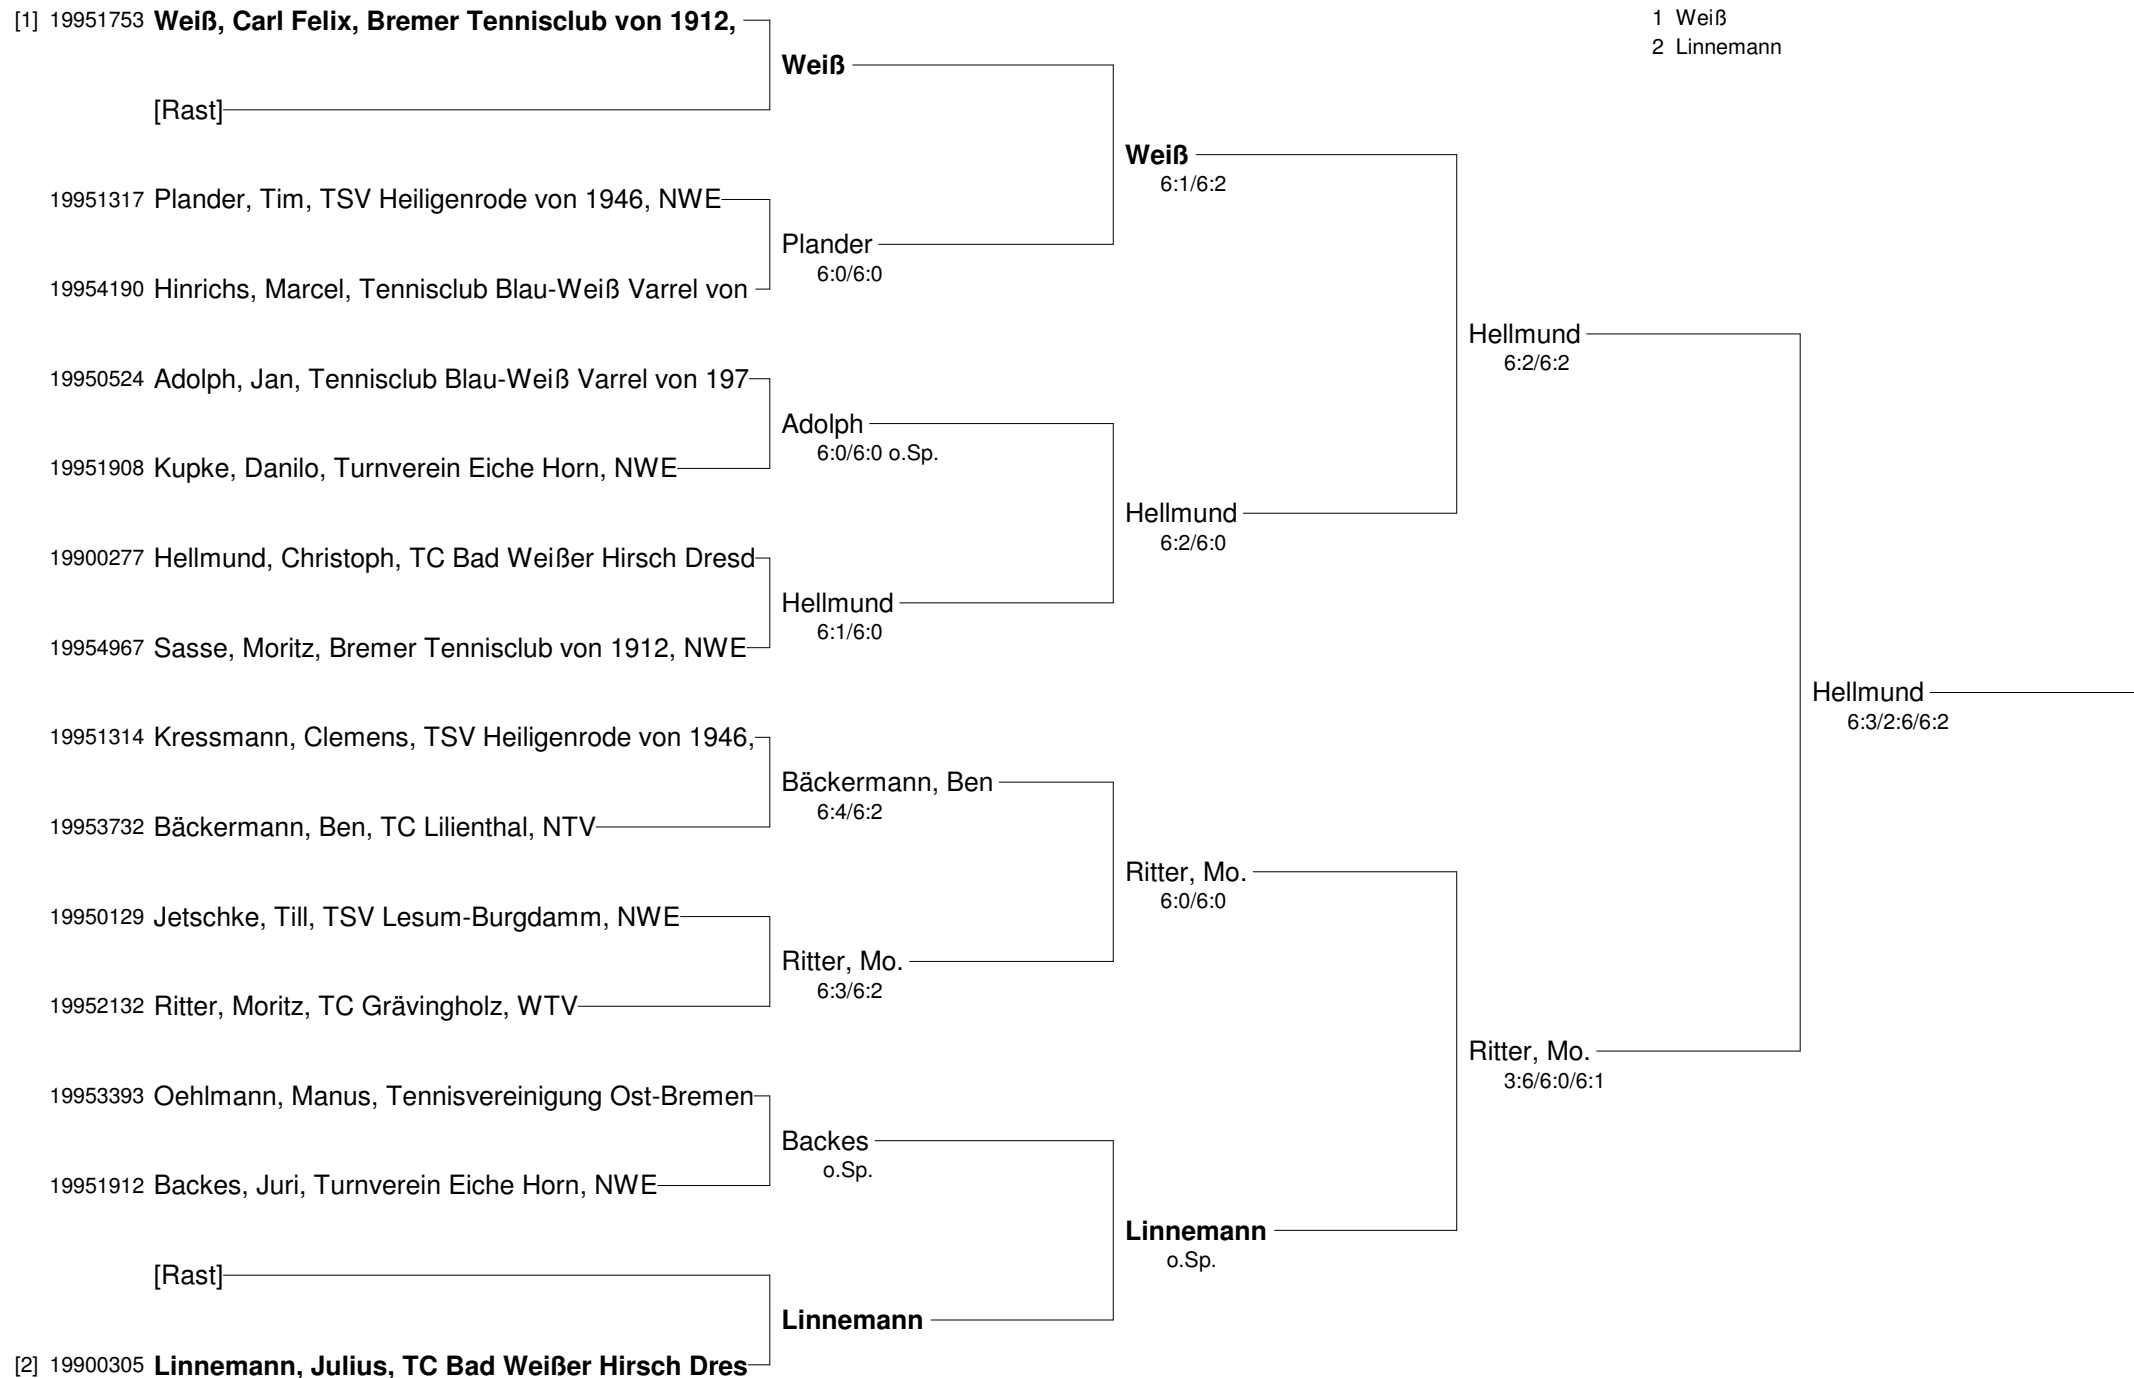 [1] 19951753 Weiß, Carl Felix, Bremer Tennisclub von 1912,
1 Weiß
2 Linnemann
Weiß
[Rast]
Weiß
6:1/6:2
19951317 Plander, Tim, TSV Heiligenrode von 1946, NWE
Plander
6:0/6:0
19954190 Hinrichs, Marcel, Tennisclub Blau-Weiß Varrel von
Hellmund
6:2/6:2
19950524 Adolph, Jan, Tennisclub Blau-Weiß Varrel von 197
Adolph
6:0/6:0 o.Sp.
19951908 Kupke, Danilo, Turnverein Eiche Horn, NWE
Hellmund
6:2/6:0
19900277 Hellmund, Christoph, TC Bad Weißer Hirsch Dresd
Hellmund
6:1/6:0
19954967 Sasse, Moritz, Bremer Tennisclub von 1912, NWE
Hellmund
6:3/2:6/6:2
19951314 Kressmann, Clemens, TSV Heiligenrode von 1946,
Bäckermann, Ben
6:4/6:2
19953732 Bäckermann, Ben, TC Lilienthal, NTV
Ritter, Mo.
6:0/6:0
19950129 Jetschke, Till, TSV Lesum-Burgdamm, NWE
Ritter, Mo.
6:3/6:2
19952132 Ritter, Moritz, TC Grävingholz, WTV
Ritter, Mo.
3:6/6:0/6:1
19953393 Oehlmann, Manus, Tennisvereinigung Ost-Bremen
Backes
o.Sp.
19951912 Backes, Juri, Turnverein Eiche Horn, NWE
Linnemann
o.Sp.
[Rast]
Linnemann
[2] 19900305 Linnemann, Julius, TC Bad Weißer Hirsch Dres